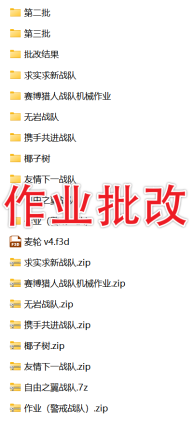 第二批
第三批
批改结果
求实求新战队
赛博猎人战队机械作业
无岩战队
携手共进战队
椰子树
友情下一战队
作业批改
麦轮 v4.f3d
求实求新战队.zip
赛博猎人战队机械作业.zip
无岩战队.zip
携手共进战队.zip
椰子树.zip
友情下一战队.zip
自由之翼战队.7z
作业（警戒战队）.zip